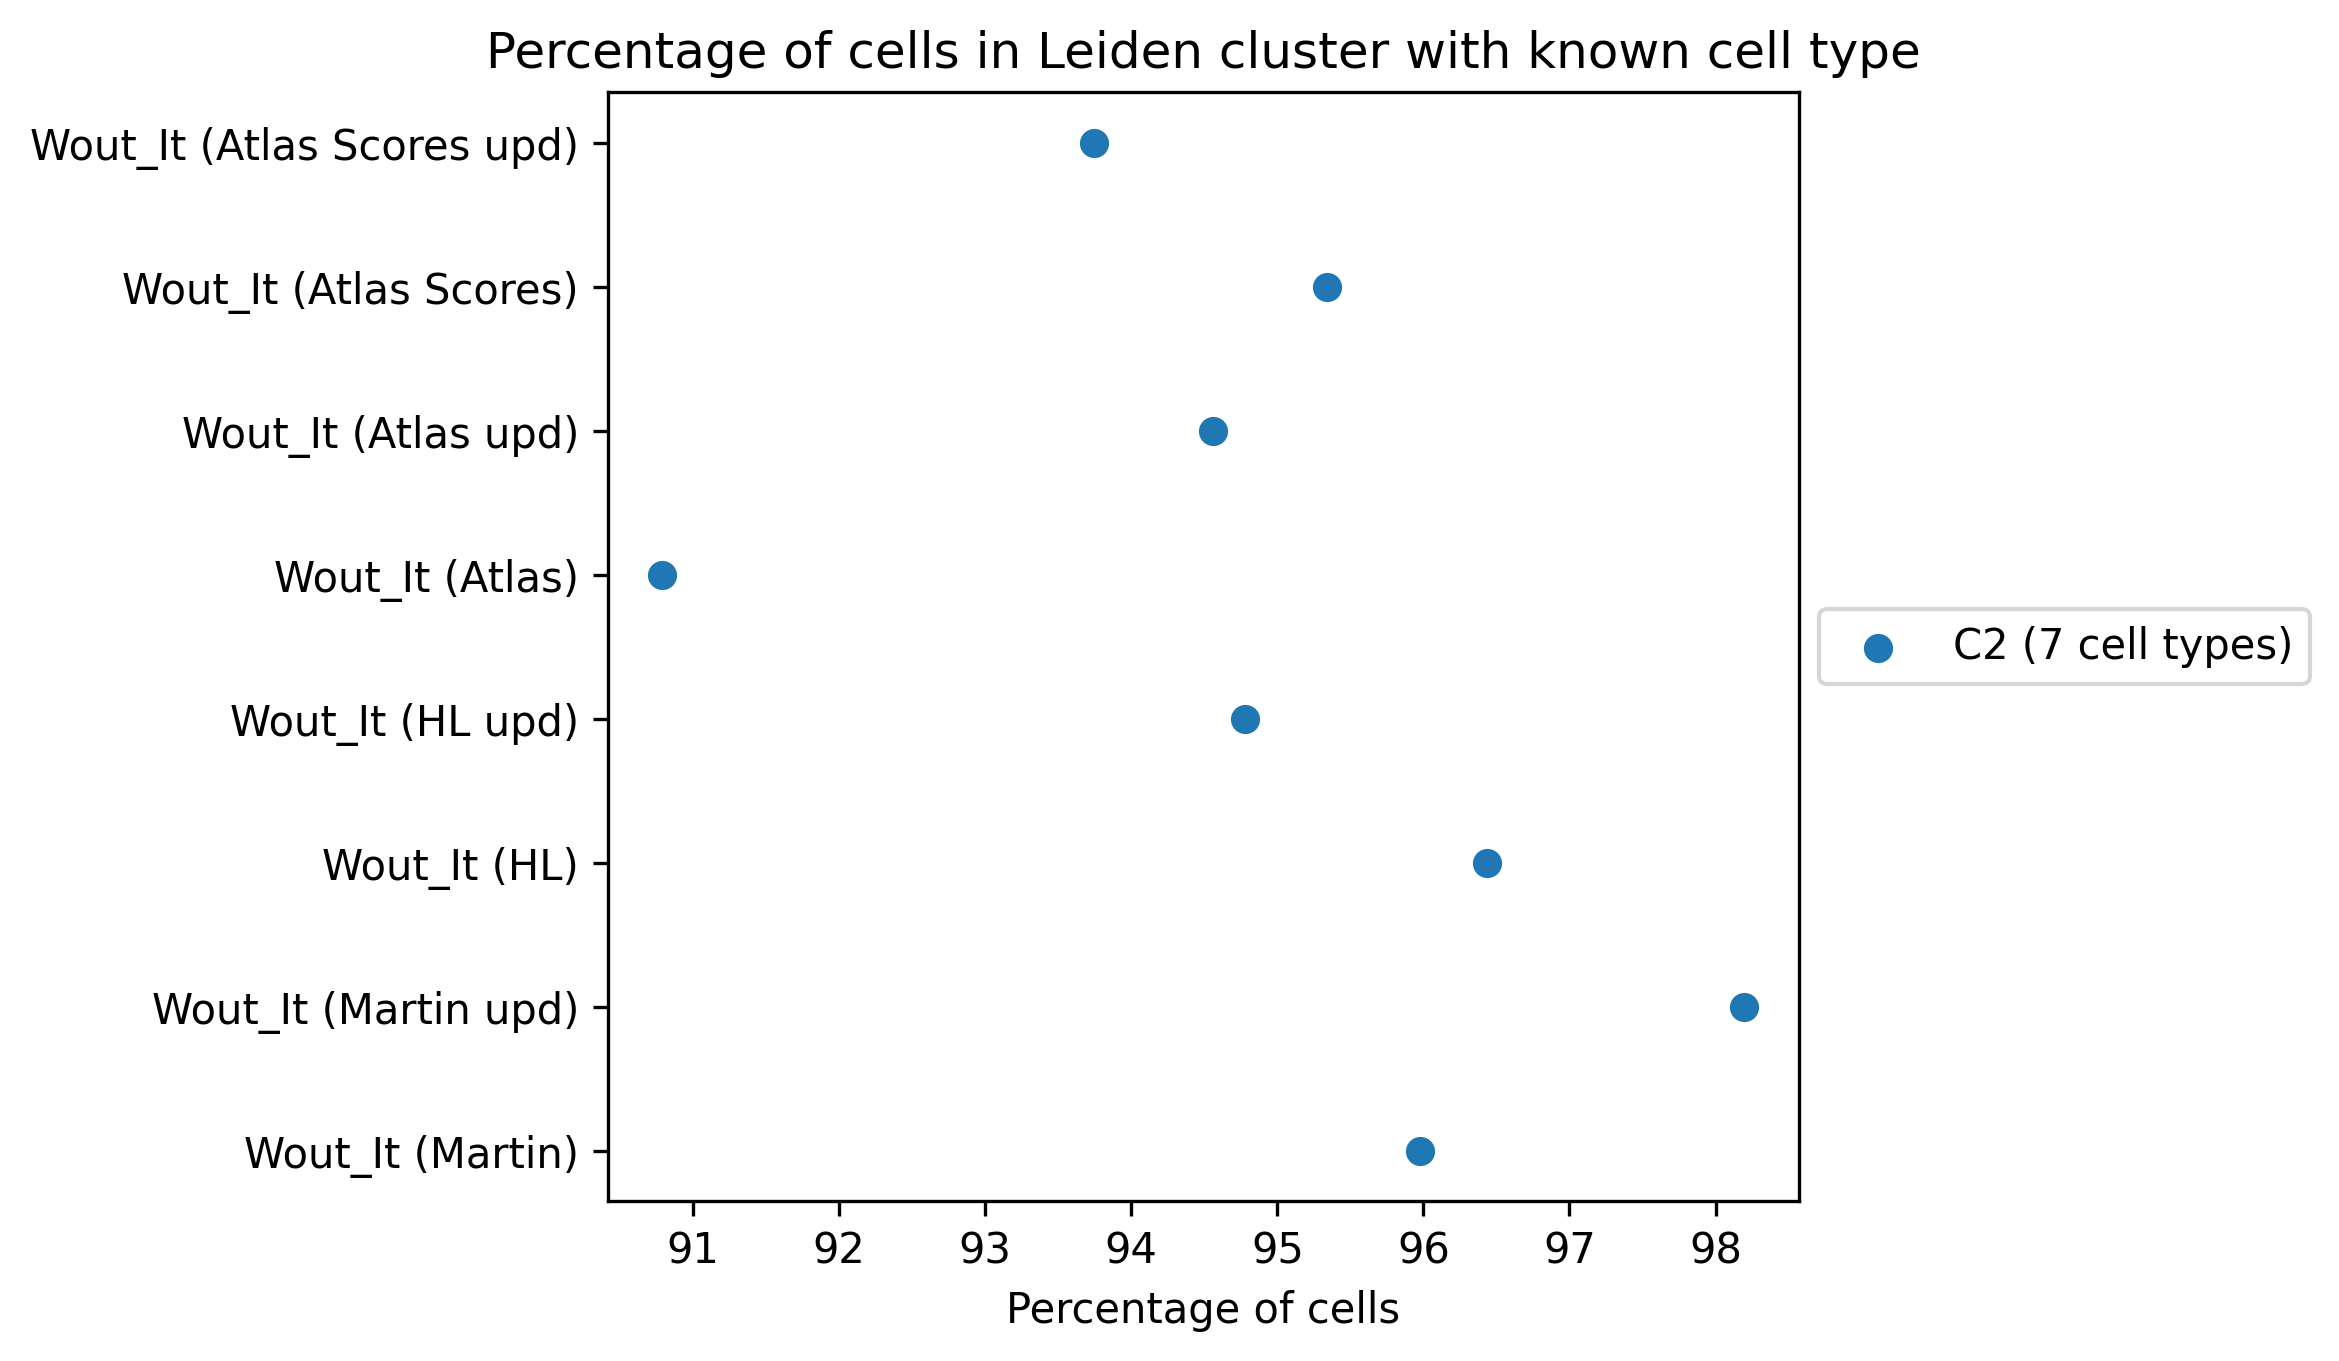 Percentage of cells in Leiden cluster with known cell type
Wout_It (Atlas Scores upd)
Wout_It (Atlas Scores)
Wout_It (Atlas upd)
Wout_It (Atlas)
Wout_It (HL upd)
Wout_It (HL)
Wout_It (Martin upd)
Wout_It (Martin)
C2 (7 cell types)
91 92 93 94 95 96 97 98
Percentage of cells